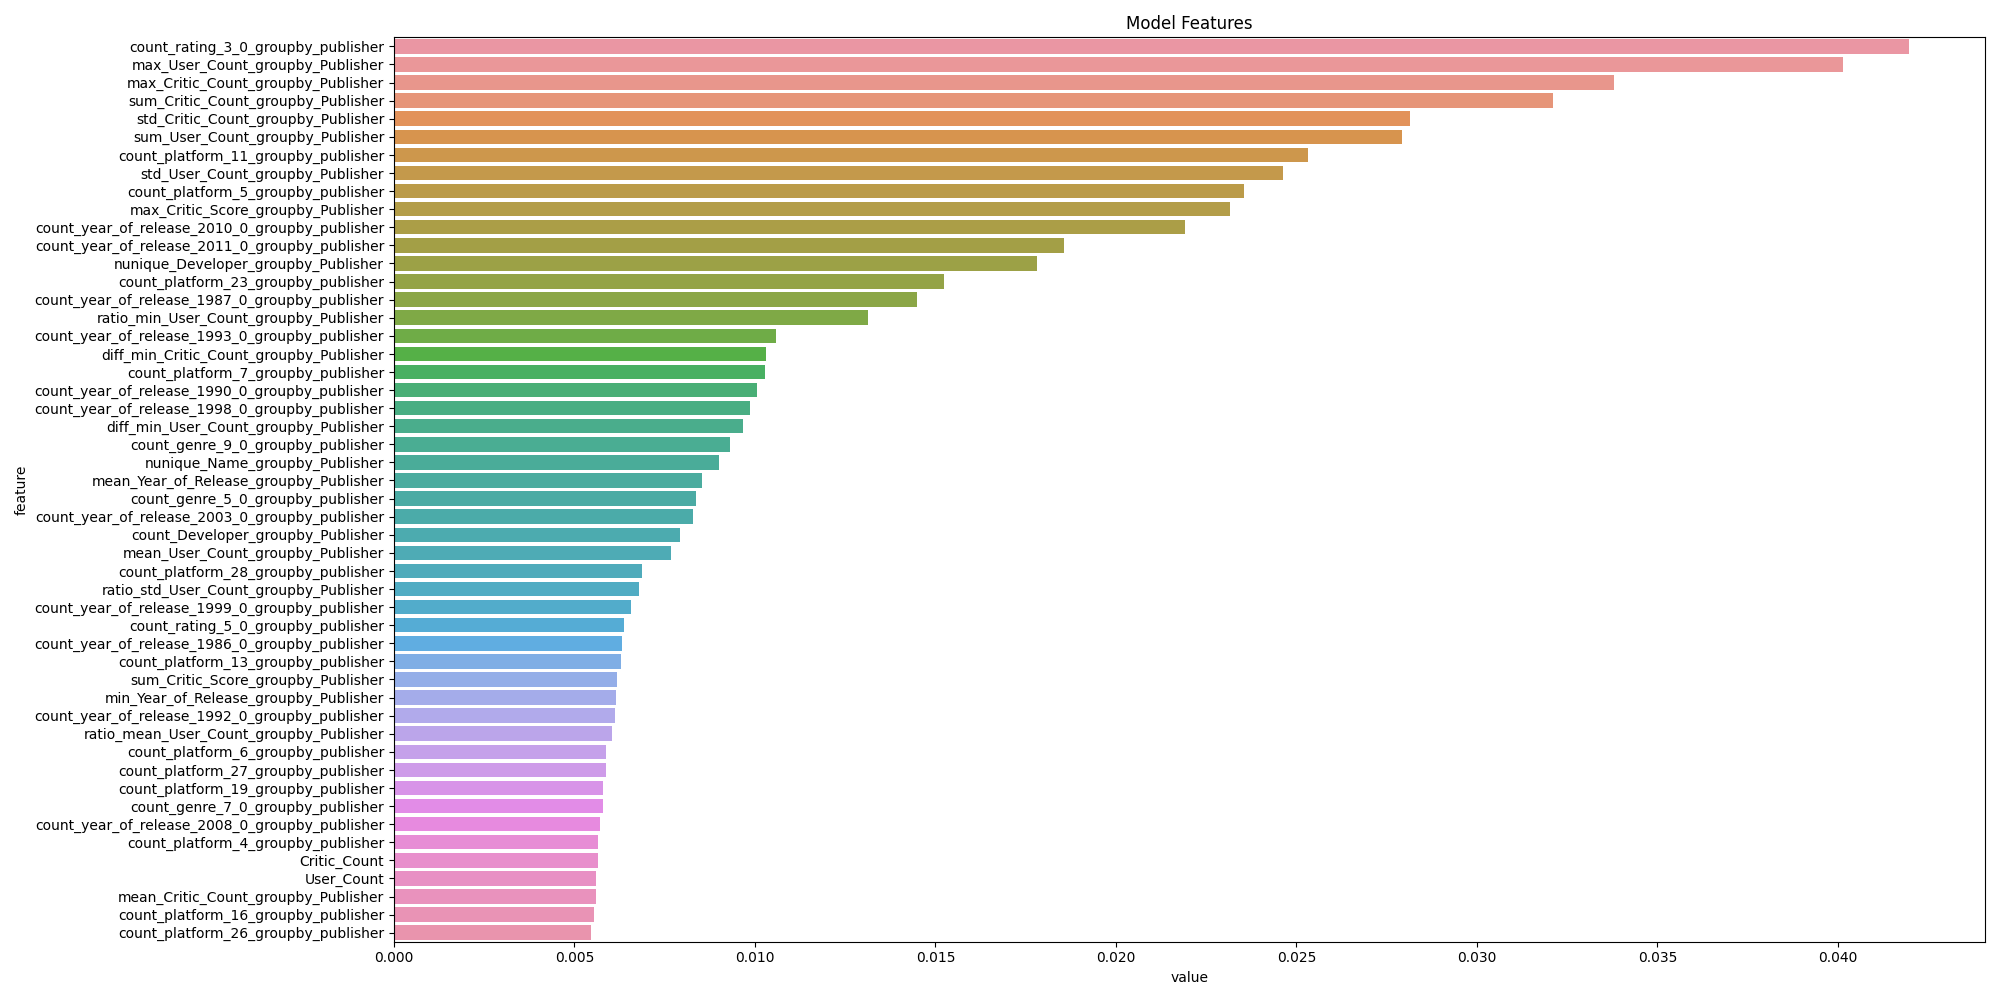 Model Features
count_rating_3_0_groupby_publisher
max_User_Count_groupby_Publisher
max_Critic_Count_groupby_Publisher
sum_Critic_Count_groupby_Publisher
std_Critic_Count_groupby_Publisher
sum_User_Count_groupby_Publisher
count_platform_11_groupby_publisher
std_User_Count_groupby_Publisher
count_platform_5_groupby_publisher
max_Critic_Score_groupby_Publisher
count_year_of_release_2010_0_groupby_publisher
count_year_of_release_2011_0_groupby_publisher
nunique_Developer_groupby_Publisher
count_platform_23_groupby_publisher
count_year_of_release_1987_0_groupby_publisher
ratio_min_User_Count_groupby_Publisher
count_year_of_release_1993_0_groupby_publisher
diff_min_Critic_Count_groupby_Publisher
count_platform_7_groupby_publisher
count_year_of_release_1990_0_groupby_publisher
count_year_of_release_1998_0_groupby_publisher
diff_min_User_Count_groupby_Publisher
count_genre_9_0_groupby_publisher
nunique_Name_groupby_Publisher
mean_Year_of_Release_groupby_Publisher
count_genre_5_0_groupby_publisher
count_year_of_release_2003_0_groupby_publisher
count_Developer_groupby_Publisher
mean_User_Count_groupby_Publisher
count_platform_28_groupby_publisher
ratio_std_User_Count_groupby_Publisher
count_year_of_release_1999_0_groupby_publisher
count_rating_5_0_groupby_publisher
count_year_of_release_1986_0_groupby_publisher
count_platform_13_groupby_publisher
sum_Critic_Score_groupby_Publisher
min_Year_of_Release_groupby_Publisher
count_year_of_release_1992_0_groupby_publisher
ratio_mean_User_Count_groupby_Publisher
count_platform_6_groupby_publisher
count_platform_27_groupby_publisher
count_platform_19_groupby_publisher
count_genre_7_0_groupby_publisher
count_year_of_release_2008_0_groupby_publisher
count_platform_4_groupby_publisher
Critic_Count
User_Count
mean_Critic_Count_groupby_Publisher
count_platform_16_groupby_publisher
count_platform_26_groupby_publisher
feature
0.000 0.005 0.010 0.015 0.020 0.025 0.030 0.035 0.040
value